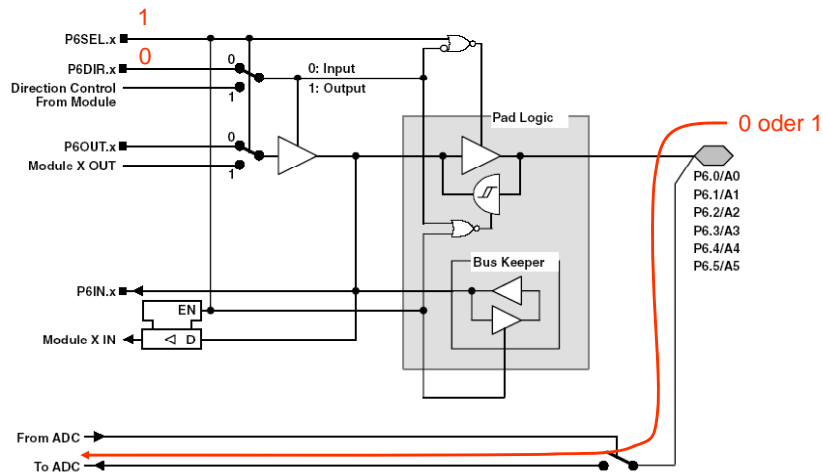 1
P6SEL.x
P6DIR.x
0
0
Direction Control
From Module
1
0: Input
1: Output
Pad Logic
0 oder 1
P6OUT.x
0
Module X OUT
1
P6.0/A0
P6.1/A1
P6.2/A2
P6.3/A3
P6.4/A4
P6.5/A5
Bus Keeper
P6IN.x
EN
Module X IN
D
From ADC
To ADC